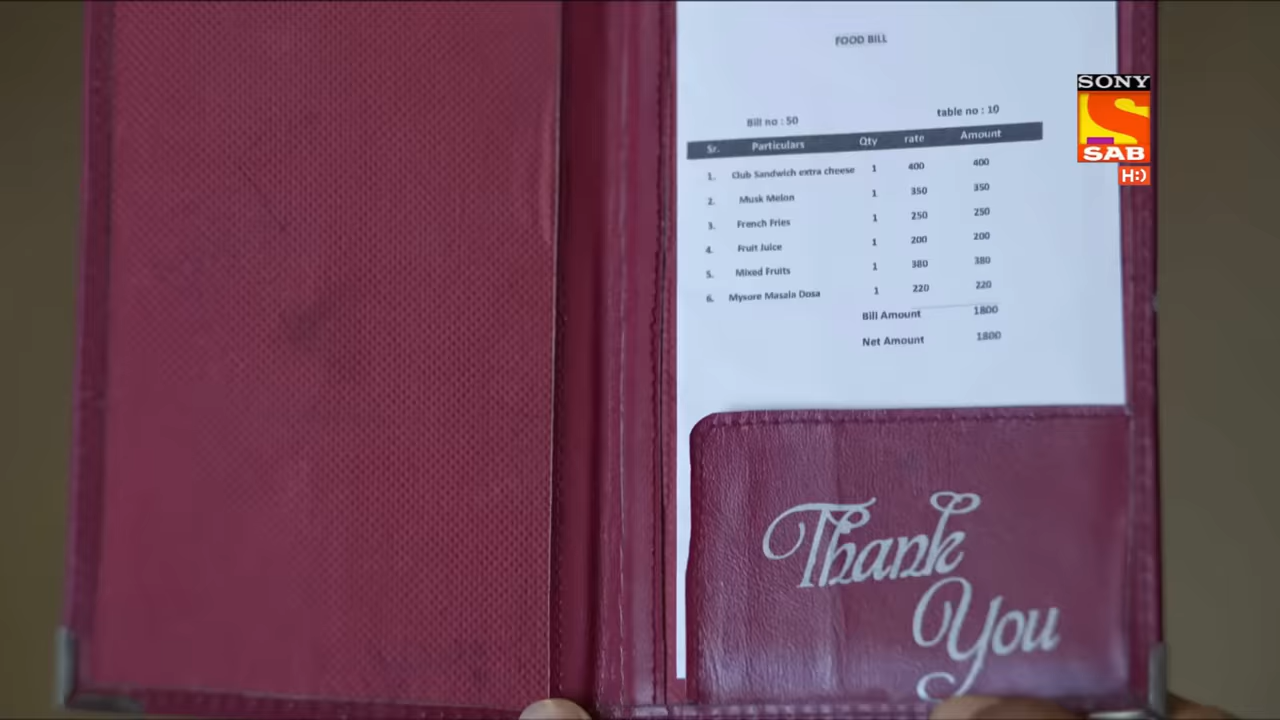 FOOD BILL
Bill no : 50 table no : 10
Sr. Particulars Qty rate Amount
1. Club Sandwich extra cheese 1 400 400
2. Musk Melon 1 350 350
3. French Fries 1 250 250
4. Fruit Juice 1 200 200
5. Mixed Fruits 1 380 380
6. Mysore Masala Dosa 1 220 220
Bill Amount 1800
Net Amount 1800
Thank
You
SONY
S
SAB
H:)